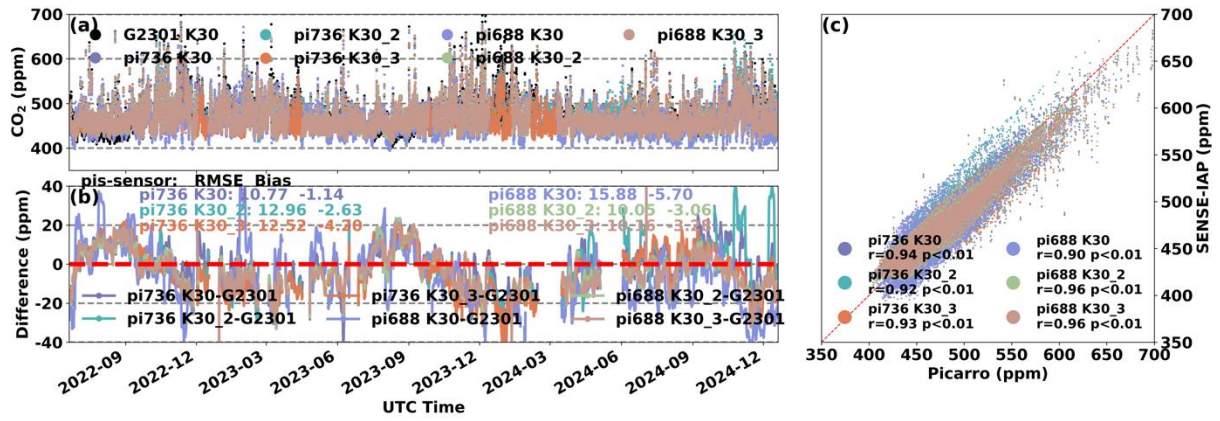 (a)
G2301 K30
pi736 K30_2
pi688 K30
pi688 K30_3
pi736 K30
pi736 K30_3
pi688 K30_2
CO₂ (ppm)
700
600
500
400
(b)
pis-sensor: RMSE Bias
pi736 K30: 10.77 -1.14
pi736 K30_2: 12.96 -2.63
pi736 K30_3: 12.52 -4.20
pi688 K30: 15.88 -5.70
pi688 K30_2: 10.05 -3.06
pi688 K30_3:
Difference (ppm)
40
20
0
-20
-40
pi736 K30-G2301
pi736 K30_3-G2301
pi688 K30_2-G2301
pi736 K30_2-G2301
pi688 K30-G2301
pi688 K30_3-G2301
2022-09
2022-12
2023-03
2023-06
2023-09
2023-12
2024-03
2024-06
2024-09
2024-12
UTC Time
(c)
700
650
600
550
500
450
400
350
SENSE-IAP (ppm)
pi736 K30
r=0.94 p<0.01
pi736 K30_2
r=0.92 p<0.01
pi736 K30_3
r=0.93 p<0.01
pi688 K30
r=0.90 p<0.01
pi688 K30_2
r=0.96 p<0.01
pi688 K30_3
r=0.96 p<0.01
350
400
450
500
550
600
650
700
Picarro (ppm)